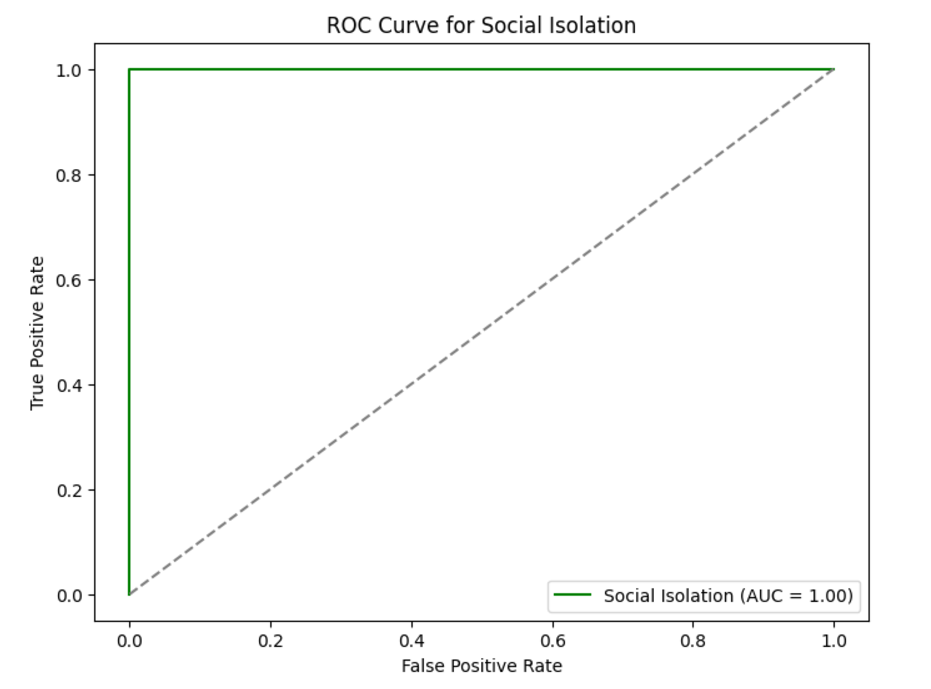 ROC Curve for Social Isolation
True Positive Rate
1.0
0.8
0.6
0.4
0.2
0.0
Social Isolation (AUC = 1.00)
0.0 0.2 0.4 0.6 0.8 1.0
False Positive Rate